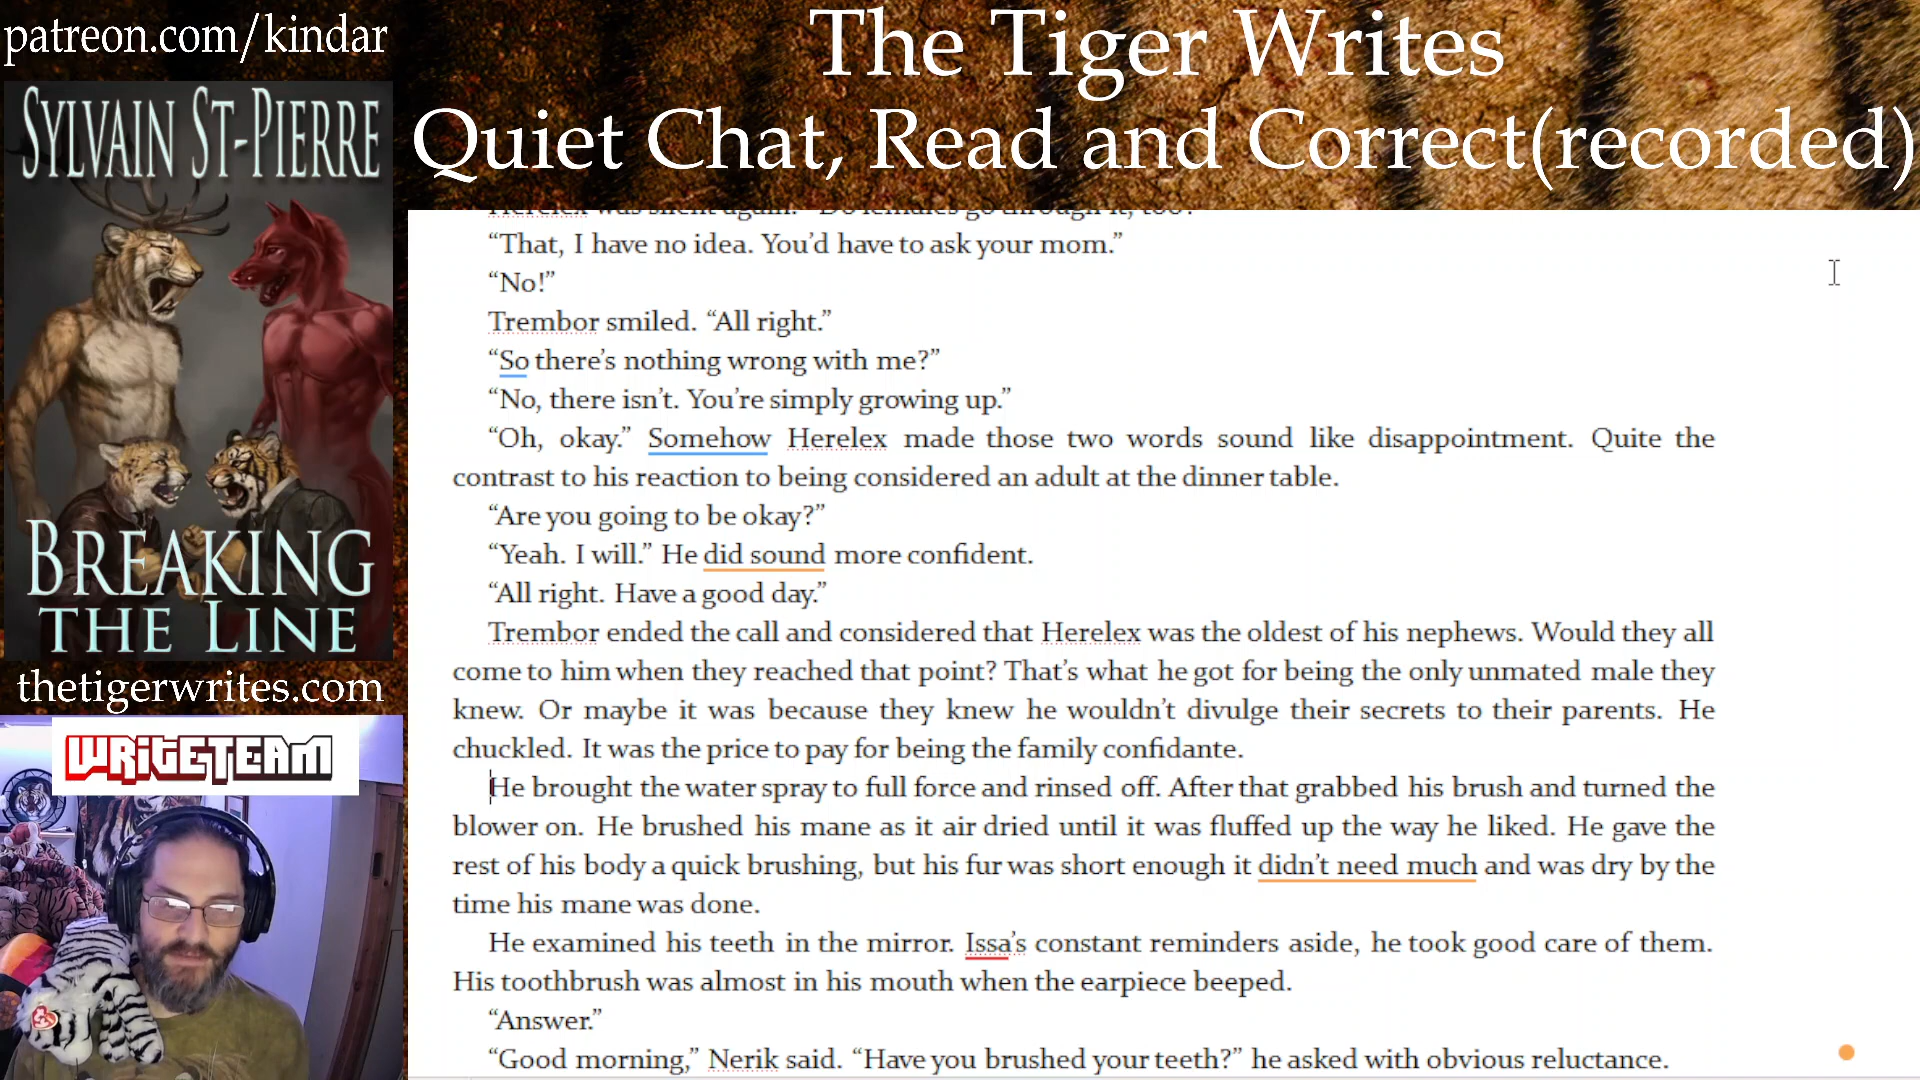 patreon.com/kindar
The Tiger Writes
Quiet Chat, Read and Correct(recorded)
SYLVAIN ST-PIERRE
BREAKING
THE LINE
thetigerwrites.com
WRITETEAM
“That, I have no idea. You’d have to ask your mom.”
“No!”
Trembor smiled. “All right.”
“So there’s nothing wrong with me?”
“No, there isn’t. You’re simply growing up.”
“Oh, okay.” Somehow Herelex made those two words sound like disappointment. Quite the
contrast to his reaction to being considered an adult at the dinner table.
“Are you going to be okay?”
“Yeah. I will.” He did sound more confident.
“All right. Have a good day.”
Trembor ended the call and considered that Herelex was the oldest of his nephews. Would they all
come to him when they reached that point? That’s what he got for being the only unmated male they
knew. Or maybe it was because they knew he wouldn’t divulge their secrets to their parents. He
chuckled. It was the price to pay for being the family confidante.
He brought the water spray to full force and rinsed off. After that grabbed his brush and turned the
blower on. He brushed his mane as it air dried until it was fluffed up the way he liked. He gave the
rest of his body a quick brushing, but his fur was short enough it didn’t need much and was dry by the
time his mane was done.
He examined his teeth in the mirror. Issa’s constant reminders aside, he took good care of them.
His toothbrush was almost in his mouth when the earpiece beeped.
“Answer.”
“Good morning,” Nerik said. “Have you brushed your teeth?” he asked with obvious reluctance.